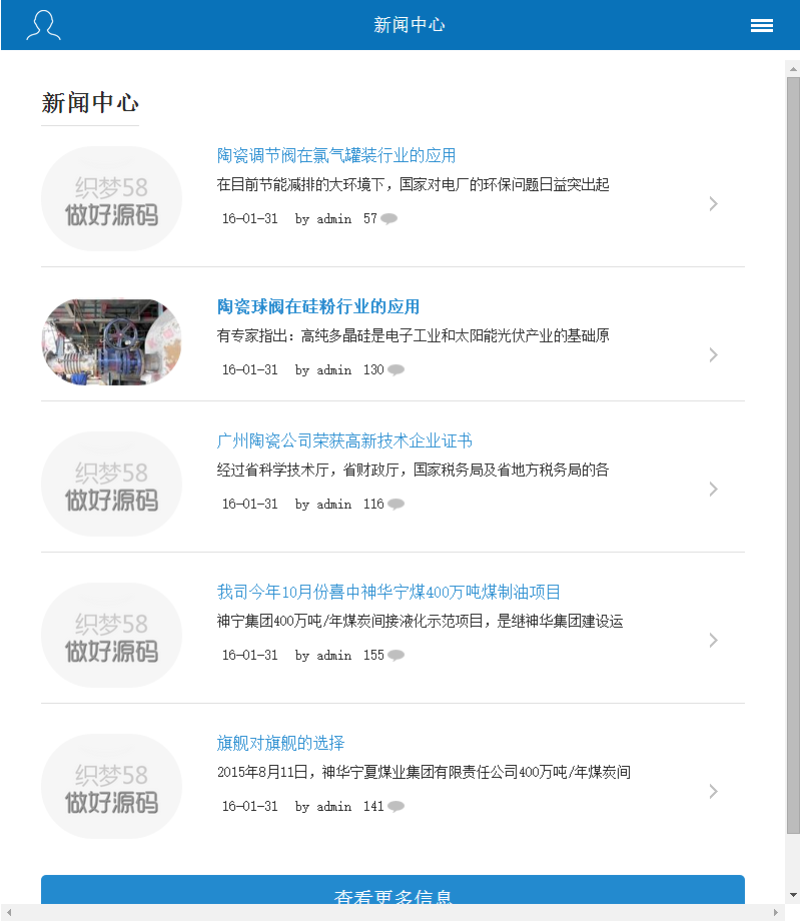 新闻中心
新闻中心
织梦58
做好源码
陶瓷调节阀在氯气罐装行业的应用
在目前节能减排的大环境下，国家对电厂的环保问题日益突出起
16-01-31 by admin 57
陶瓷球阀在硅粉行业的应用
有专家指出：高纯多晶硅是电子工业和太阳能光伏产业的基础原
16-01-31 by admin 130
织梦58
做好源码
广州陶瓷公司荣获高新技术企业证书
经过省科学技术厅，省财政厅，国家税务局及省地方税务局的各
16-01-31 by admin 116
织梦58
做好源码
我司今年10月份喜中神华宁煤400万吨煤制油项目
神宁集团400万吨/年煤炭间接液化示范项目，是继神华集团建设运
16-01-31 by admin 155
织梦58
做好源码
旗舰对旗舰的选择
2015年8月11日，神华宁夏煤业集团有限责任公司400万吨/年煤炭间
16-01-31 by admin 141
查看更多信息